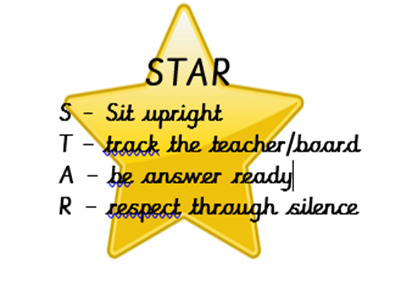 STAR
S - Sit upright
T - track the teacher/board
A - be answer ready
R - respect through silence